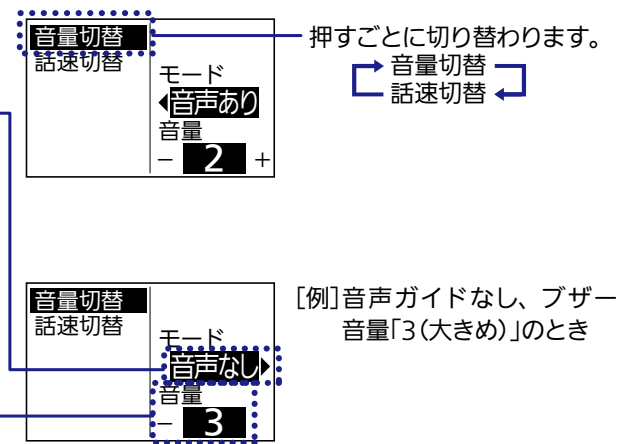 音量切替
話速切替
モード
◀音声あり
音量
− 2 +
押すごとに切り替わります。
音量切替
話速切替
音量切替
話速切替
モード
音声なし▶
音量
− 3
[例]音声ガイドなし、ブザー
音量「3(大きめ)」のとき